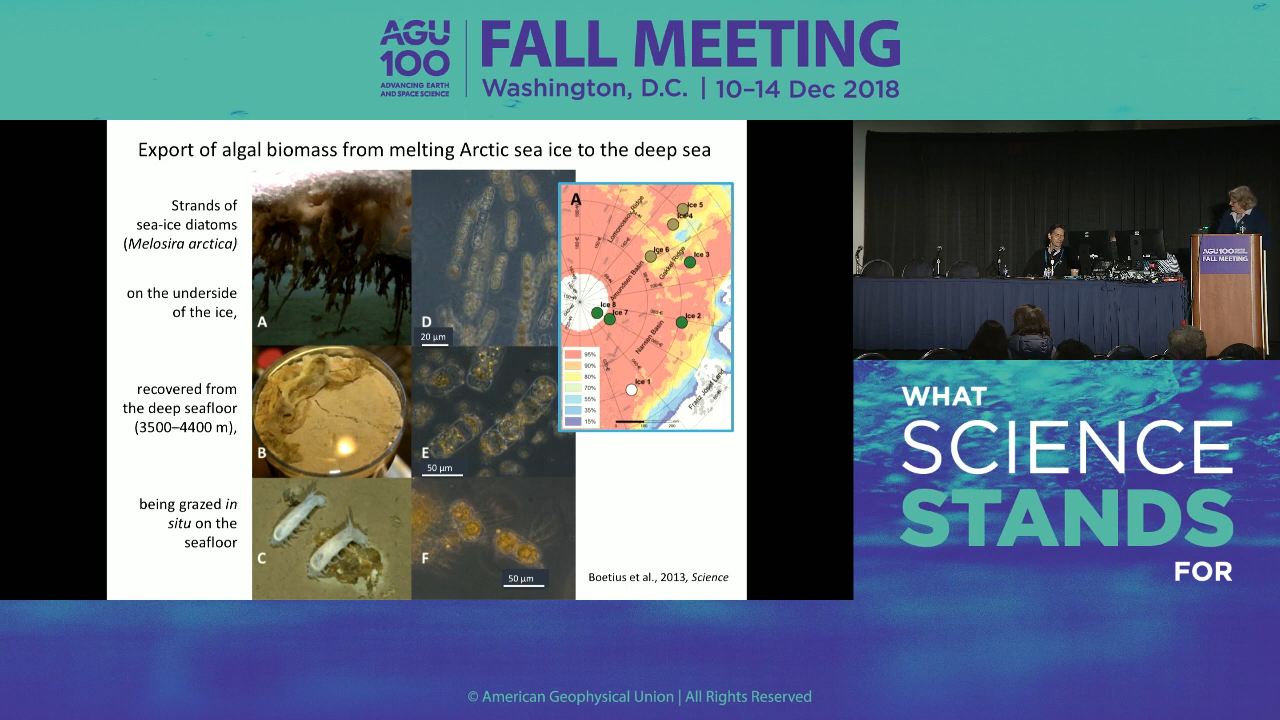 AGU
100
ADVANCING EARTH
AND SPACE SCIENCE
FALL MEETING
Washington, D.C. | 10–14 Dec 2018
Export of algal biomass from melting Arctic sea ice to the deep sea
Strands of
sea-ice diatoms
(Melosira arctica)
on the underside
of the ice,
recovered from
the deep seafloor
(3500–4400 m),
being grazed in
situ on the
seafloor
A
B
C
D
20 µm
E
50 µm
F
50 µm
A
Ice 5
Ice 4
Ice 6
Ice 3
Ice 8
Ice 7
Ice 2
Ice 1
Lomonossov Ridge
Gakkel Ridge
Amundsen Basin
Nansen Basin
Franz Josef Land
95%
90%
80%
70%
55%
35%
15%
Boetius et al., 2013, Science
AGU100
FALL MEETING
WHAT
SCIENCE
STANDS
FOR
© American Geophysical Union | All Rights Reserved